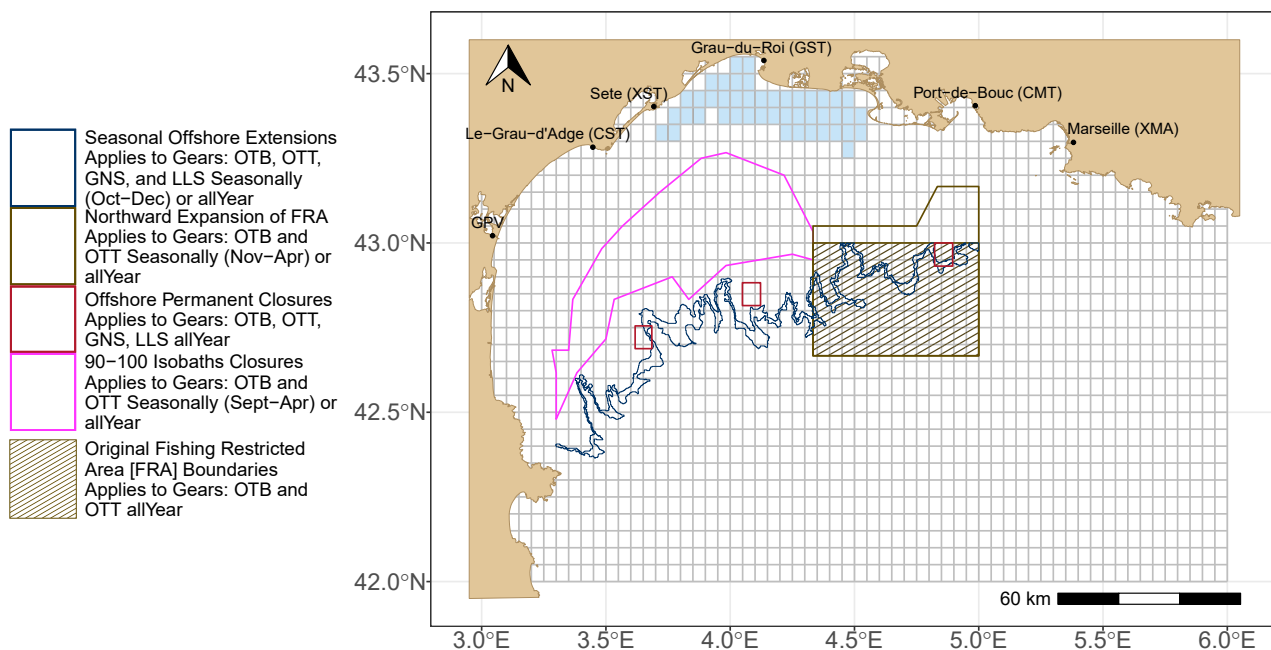 Seasonal Offshore Extensions
Applies to Gears: OTB, OTT,
GNS, and LLS Seasonally
(Oct−Dec) or allYear
Northward Expansion of FRA
Applies to Gears: OTB and
OTT Seasonally (Nov−Apr) or
allYear
Offshore Permanent Closures
Applies to Gears: OTB, OTT,
GNS, LLS allYear
90−100 Isobaths Closures
Applies to Gears: OTB and
OTT Seasonally (Sept−Apr) or
allYear
Original Fishing Restricted
Area [FRA] Boundaries
Applies to Gears: OTB and
OTT allYear
43.5°N
43.0°N
42.5°N
42.0°N
N
Grau−du−Roi (GST)
Sete (XST)
Port−de−Bouc (CMT)
Le−Grau−d'Adge (CST)
Marseille (XMA)
GPV
60 km
3.0°E
3.5°E
4.0°E
4.5°E
5.0°E
5.5°E
6.0°E